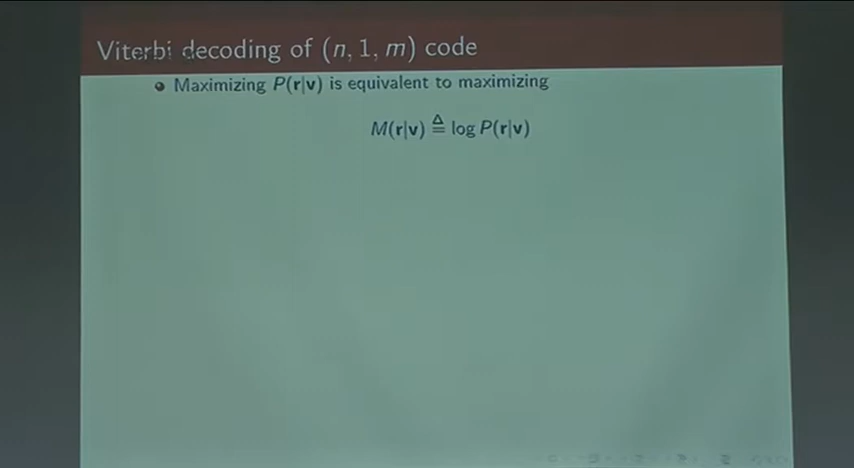 Viterbi decoding of (n, 1, m) code
Maximizing P(r|v) is equivalent to maximizing
M(r|v) ≜ log P(r|v)